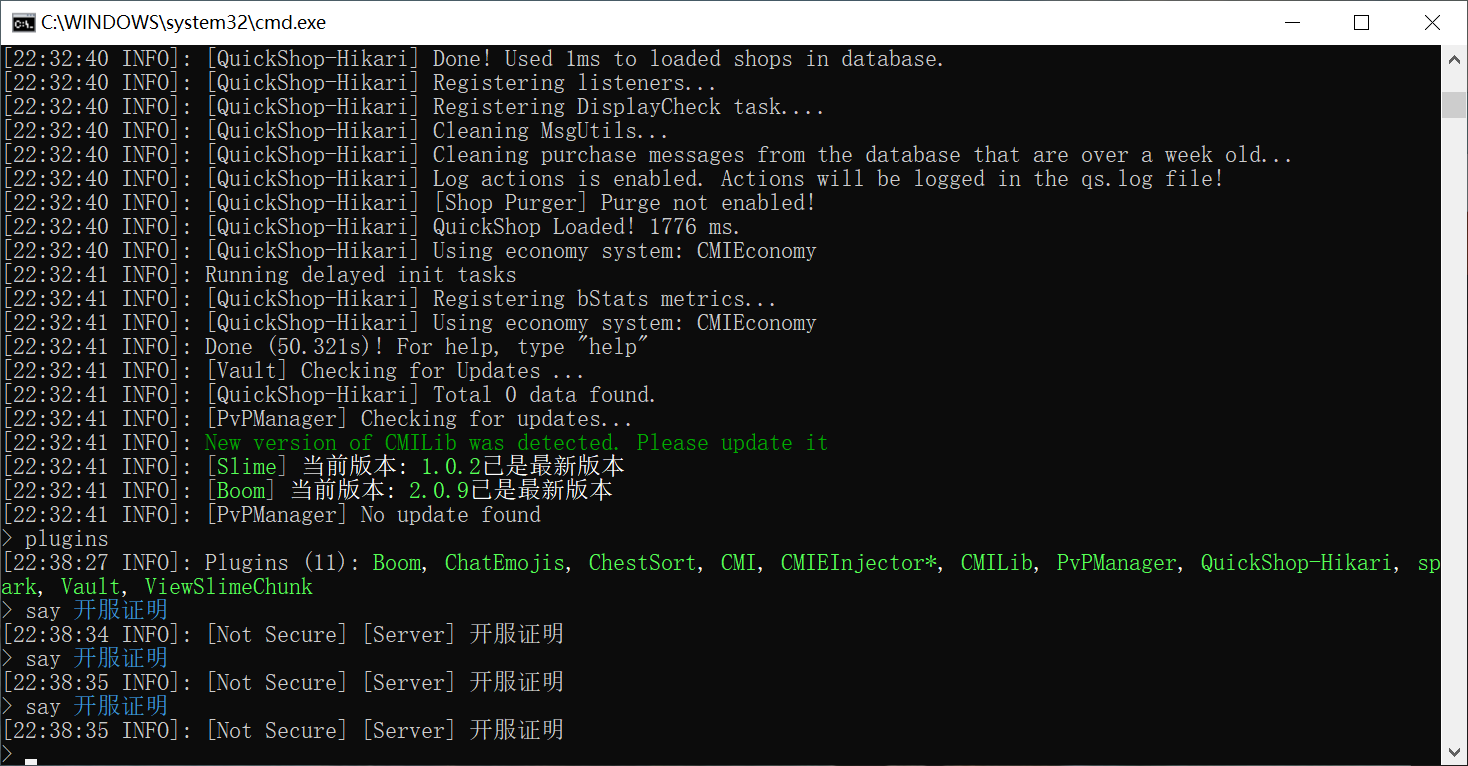 C:\WINDOWS\system32\cmd.exe
[22:32:40 INFO]: [QuickShop-Hikari] Done! Used 1ms to loaded shops in database.
[22:32:40 INFO]: [QuickShop-Hikari] Registering listeners...
[22:32:40 INFO]: [QuickShop-Hikari] Registering DisplayCheck task....
[22:32:40 INFO]: [QuickShop-Hikari] Cleaning MsgUtils...
[22:32:40 INFO]: [QuickShop-Hikari] Cleaning purchase messages from the database that are over a week old...
[22:32:40 INFO]: [QuickShop-Hikari] Log actions is enabled. Actions will be logged in the qs.log file!
[22:32:40 INFO]: [QuickShop-Hikari] [Shop Purger] Purge not enabled!
[22:32:40 INFO]: [QuickShop-Hikari] QuickShop Loaded! 1776 ms.
[22:32:40 INFO]: [QuickShop-Hikari] Using economy system: CMIEconomy
[22:32:41 INFO]: Running delayed init tasks
[22:32:41 INFO]: [QuickShop-Hikari] Registering bStats metrics...
[22:32:41 INFO]: [QuickShop-Hikari] Using economy system: CMIEconomy
[22:32:41 INFO]: Done (50.321s)! For help, type "help"
[22:32:41 INFO]: [Vault] Checking for Updates ...
[22:32:41 INFO]: [QuickShop-Hikari] Total 0 data found.
[22:32:41 INFO]: [PvPManager] Checking for updates...
[22:32:41 INFO]: New version of CMILib was detected. Please update it
[22:32:41 INFO]: [Slime] 当前版本: 1.0.2已是最新版本
[22:32:41 INFO]: [Boom] 当前版本: 2.0.9已是最新版本
[22:32:41 INFO]: [PvPManager] No update found
> plugins
[22:38:27 INFO]: Plugins (11): Boom, ChatEmojis, ChestSort, CMI, CMIEInjector*, CMILib, PvPManager, QuickShop-Hikari, sp
ark, Vault, ViewSlimeChunk
> say 开服证明
[22:38:34 INFO]: [Not Secure] [Server] 开服证明
> say 开服证明
[22:38:35 INFO]: [Not Secure] [Server] 开服证明
> say 开服证明
[22:38:35 INFO]: [Not Secure] [Server] 开服证明
>